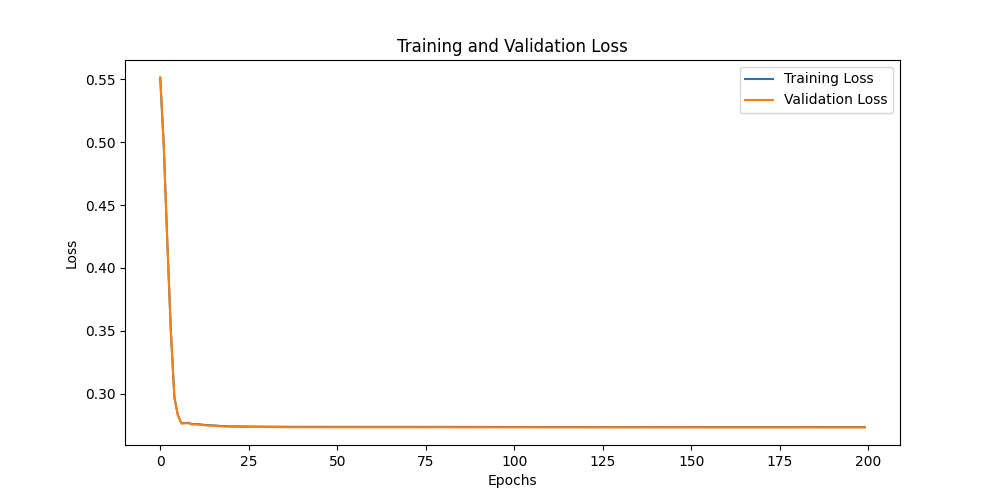 Training and Validation Loss
Training Loss
Validation Loss
0.55
0.50
0.45
0.40
0.35
0.30
Loss
0 25 50 75 100 125 150 175 200
Epochs